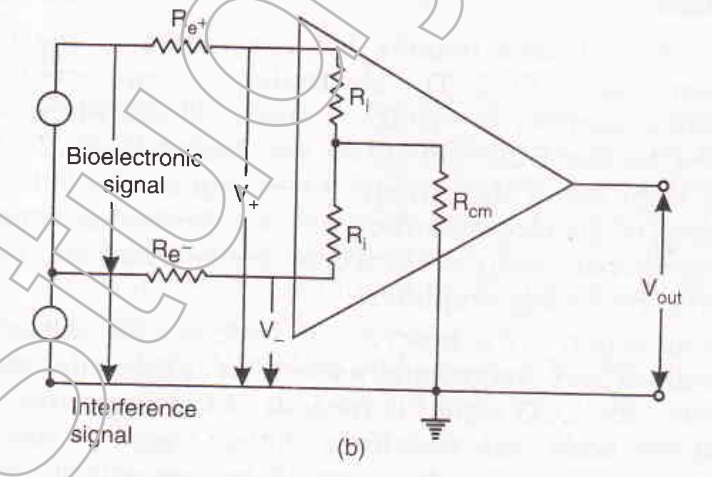 Re+
Ri
Bioelectronic
signal
V+
Rcm
Re-
Ri
Vout
V-
Interference
signal
(b)